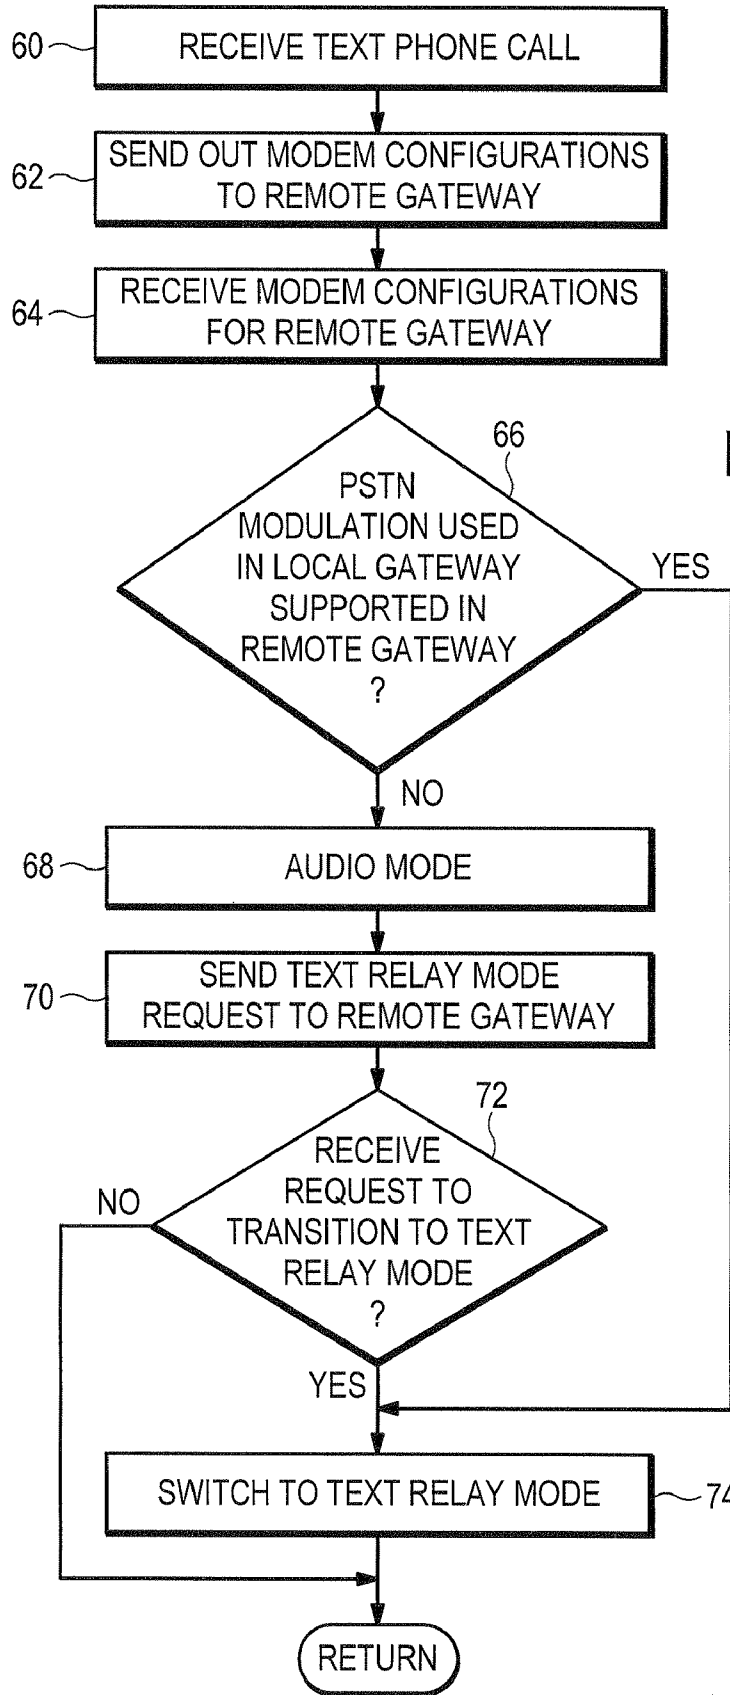 60
RECEIVE TEXT PHONE CALL
62
SEND OUT MODEM CONFIGURATIONS
TO REMOTE GATEWAY
64
RECEIVE MODEM CONFIGURATIONS
FOR REMOTE GATEWAY
66
PSTN
MODULATION USED
IN LOCAL GATEWAY
SUPPORTED IN
REMOTE GATEWAY
?
YES
NO
68
AUDIO MODE
70
SEND TEXT RELAY MODE
REQUEST TO REMOTE GATEWAY
72
RECEIVE
REQUEST TO
TRANSITION TO TEXT
RELAY MODE
?
NO
YES
SWITCH TO TEXT RELAY MODE
74
RETURN